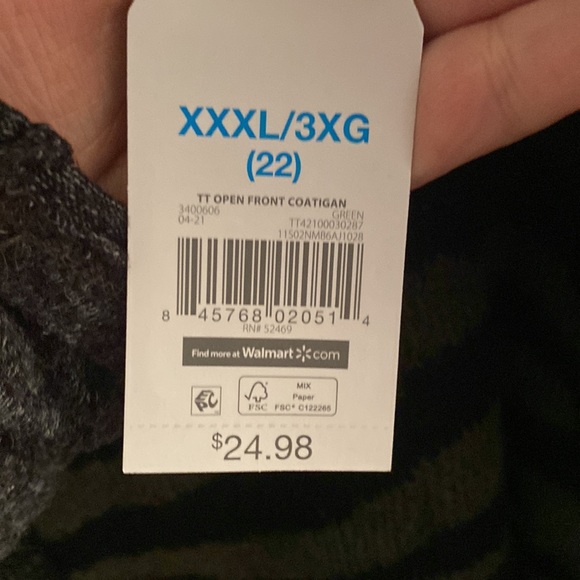 XXXL/3XG
(22)
TT OPEN FRONT COATIGAN
3400606 GREEN
04-21 TT42100030287
11502NMB6AJ1028
8 45768 02051 4
RN# 52469
Find more at Walmart.com
EPC
FSC MIX
Paper
FSC® C122265
$24.98